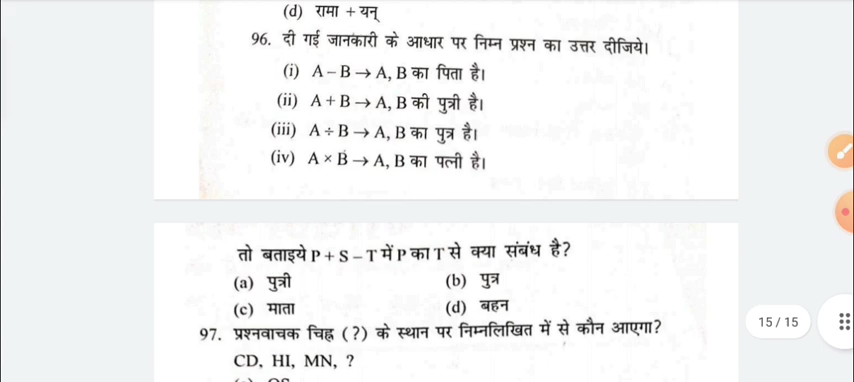 (d) रामा + यन्
96. दी गई जानकारी के आधार पर निम्न प्रश्न का उत्तर दीजिये।
(i) A – B → A, B का पिता है।
(ii) A + B → A, B की पुत्री है।
(iii) A ÷ B → A, B का पुत्र है।
(iv) A × B → A, B का पत्नी है।
तो बताइये P + S – T में P का T से क्या संबंध है?
(a) पुत्री (b) पुत्र
(c) माता (d) बहन
15 / 15
97. प्रश्नवाचक चिह्न (?) के स्थान पर निम्नलिखित में से कौन आएगा?
CD, HI, MN, ?